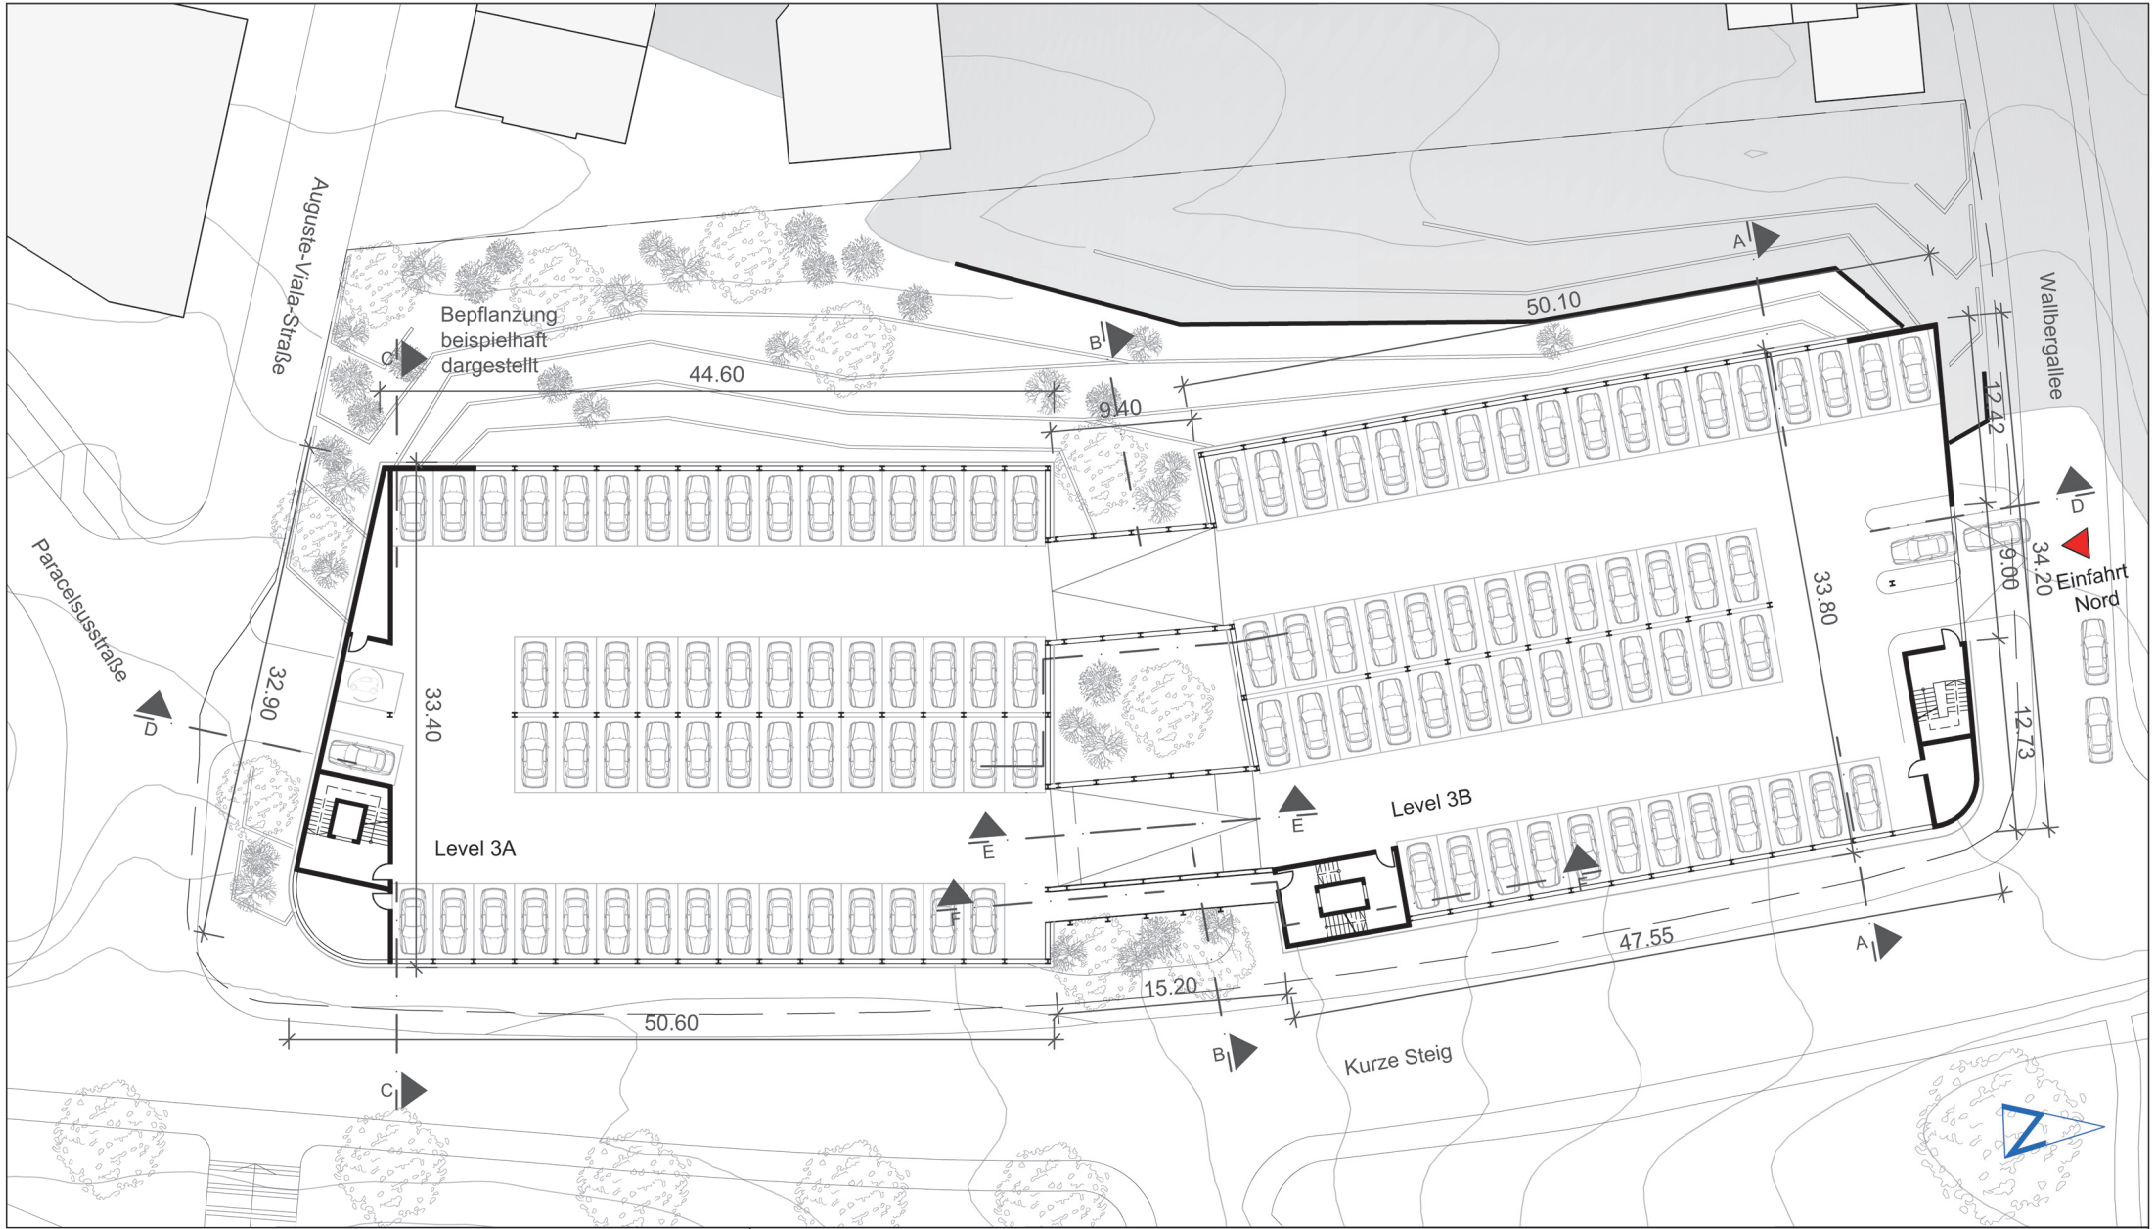 Auguste-Viala-Straße
Bepflanzung
beispielhaft
dargestellt
C
44.60
B
9.40
50.10
A
Wallbergallee
12.42
D
Einfahrt
Nord
9.00
34.20
33.80
12.73
Paracelsusstraße
D
32.90
33.40
Level 3A
E
E
Level 3B
F
F
A
47.55
15.20
50.60
B
Kurze Steig
C
N